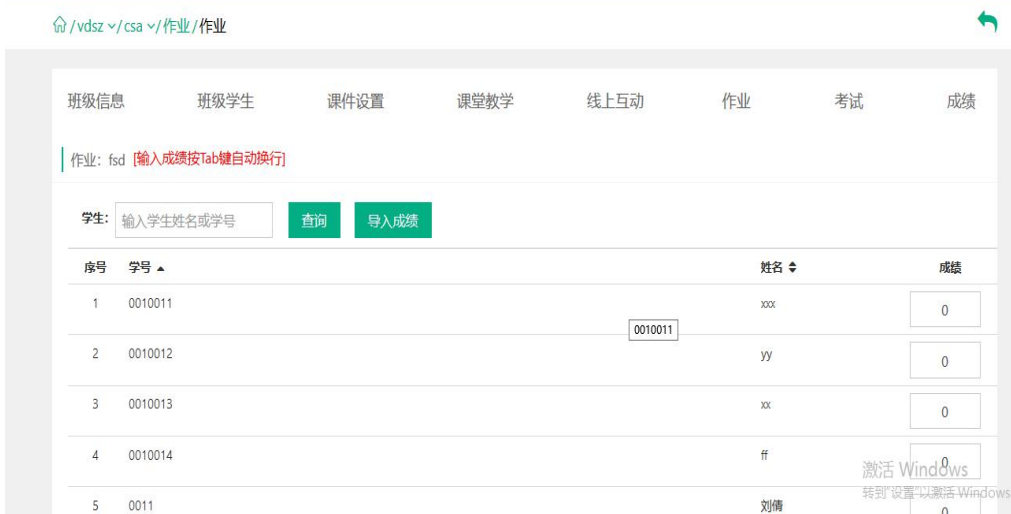 /vdsz /csa /作业/作业
班级信息 班级学生 课件设置 课堂教学 线上互动 作业 考试 成绩
作业：fsd [输入成绩按Tab键自动换行]
学生： 输入学生姓名或学号 查询 导入成绩
序号 学号 姓名 成绩
1 0010011 xxx 0
0010011
2 0010012 yy 0
3 0010013 xx 0
4 0010014 ff 0
激活 Windows
转到"设置"以激活 Windows
5 0011 刘倩 0